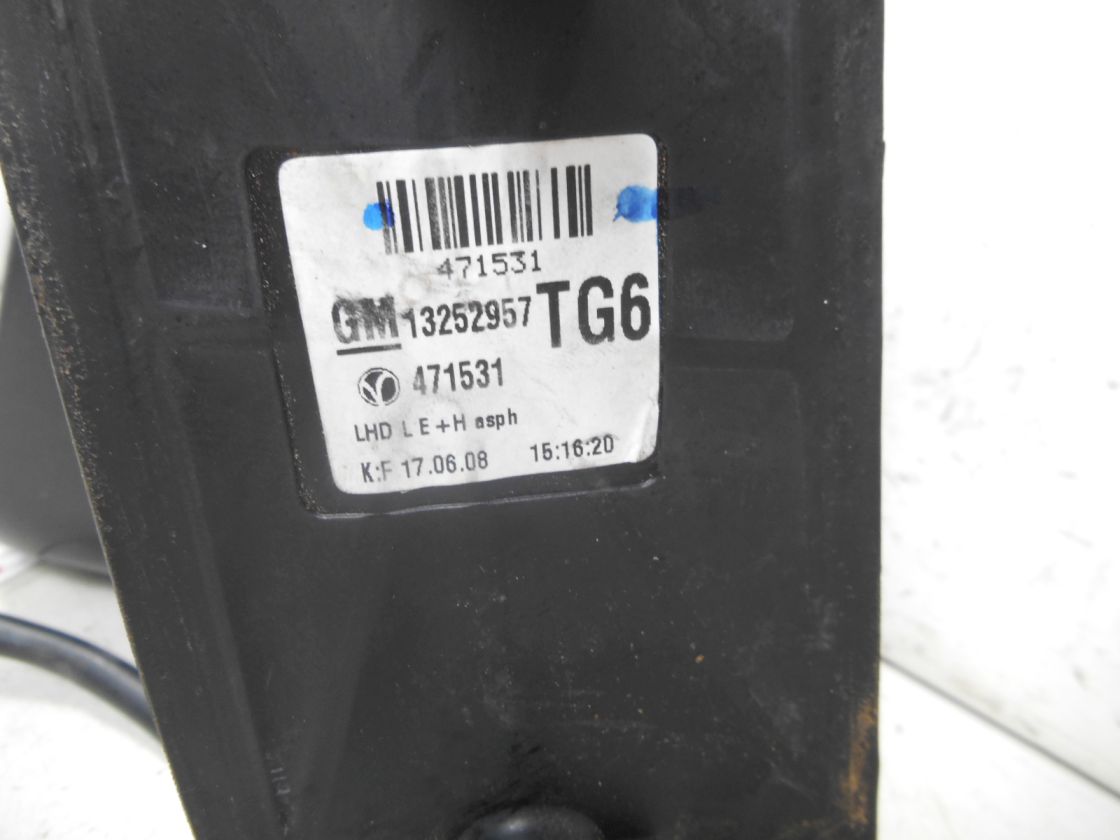 471531
GM 13252957 TG6
471531
LHD L E+H asph
K:F 17.06.08 15:16:20